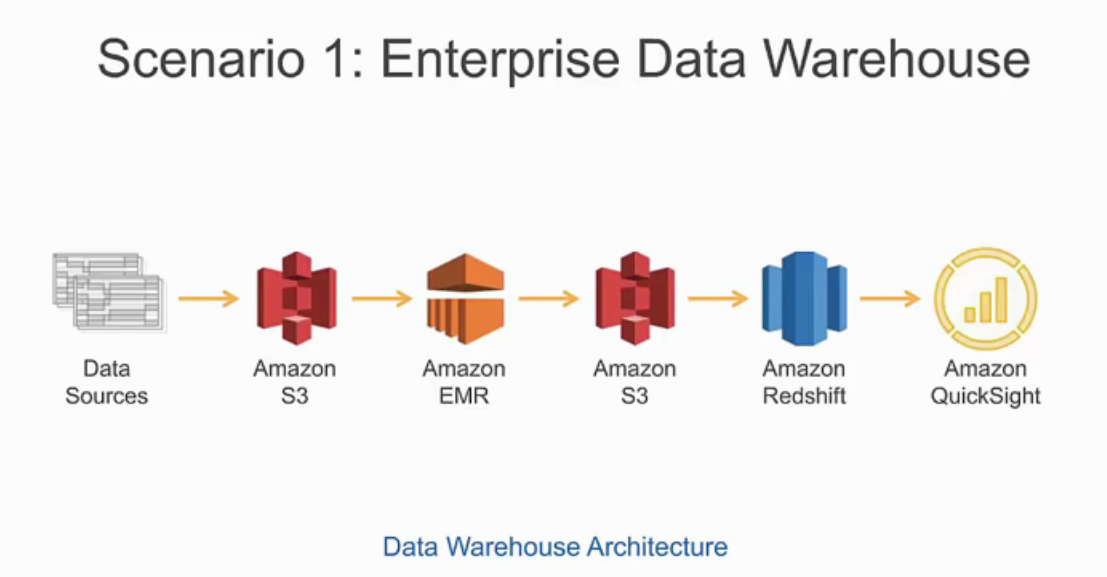 Scenario 1: Enterprise Data Warehouse
Data
Sources
Amazon
S3
Amazon
EMR
Amazon
S3
Amazon
Redshift
Amazon
QuickSight
Data Warehouse Architecture